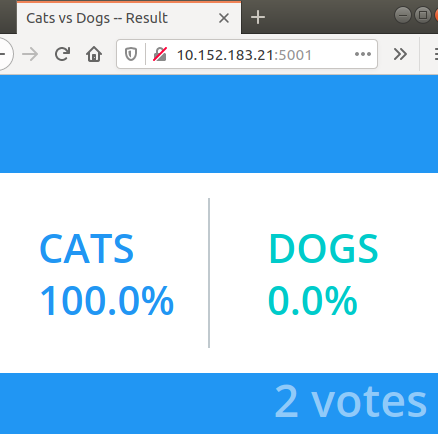 Cats vs Dogs -- Result
10.152.183.21:5001
CATS
100.0%
DOGS
0.0%
2 votes